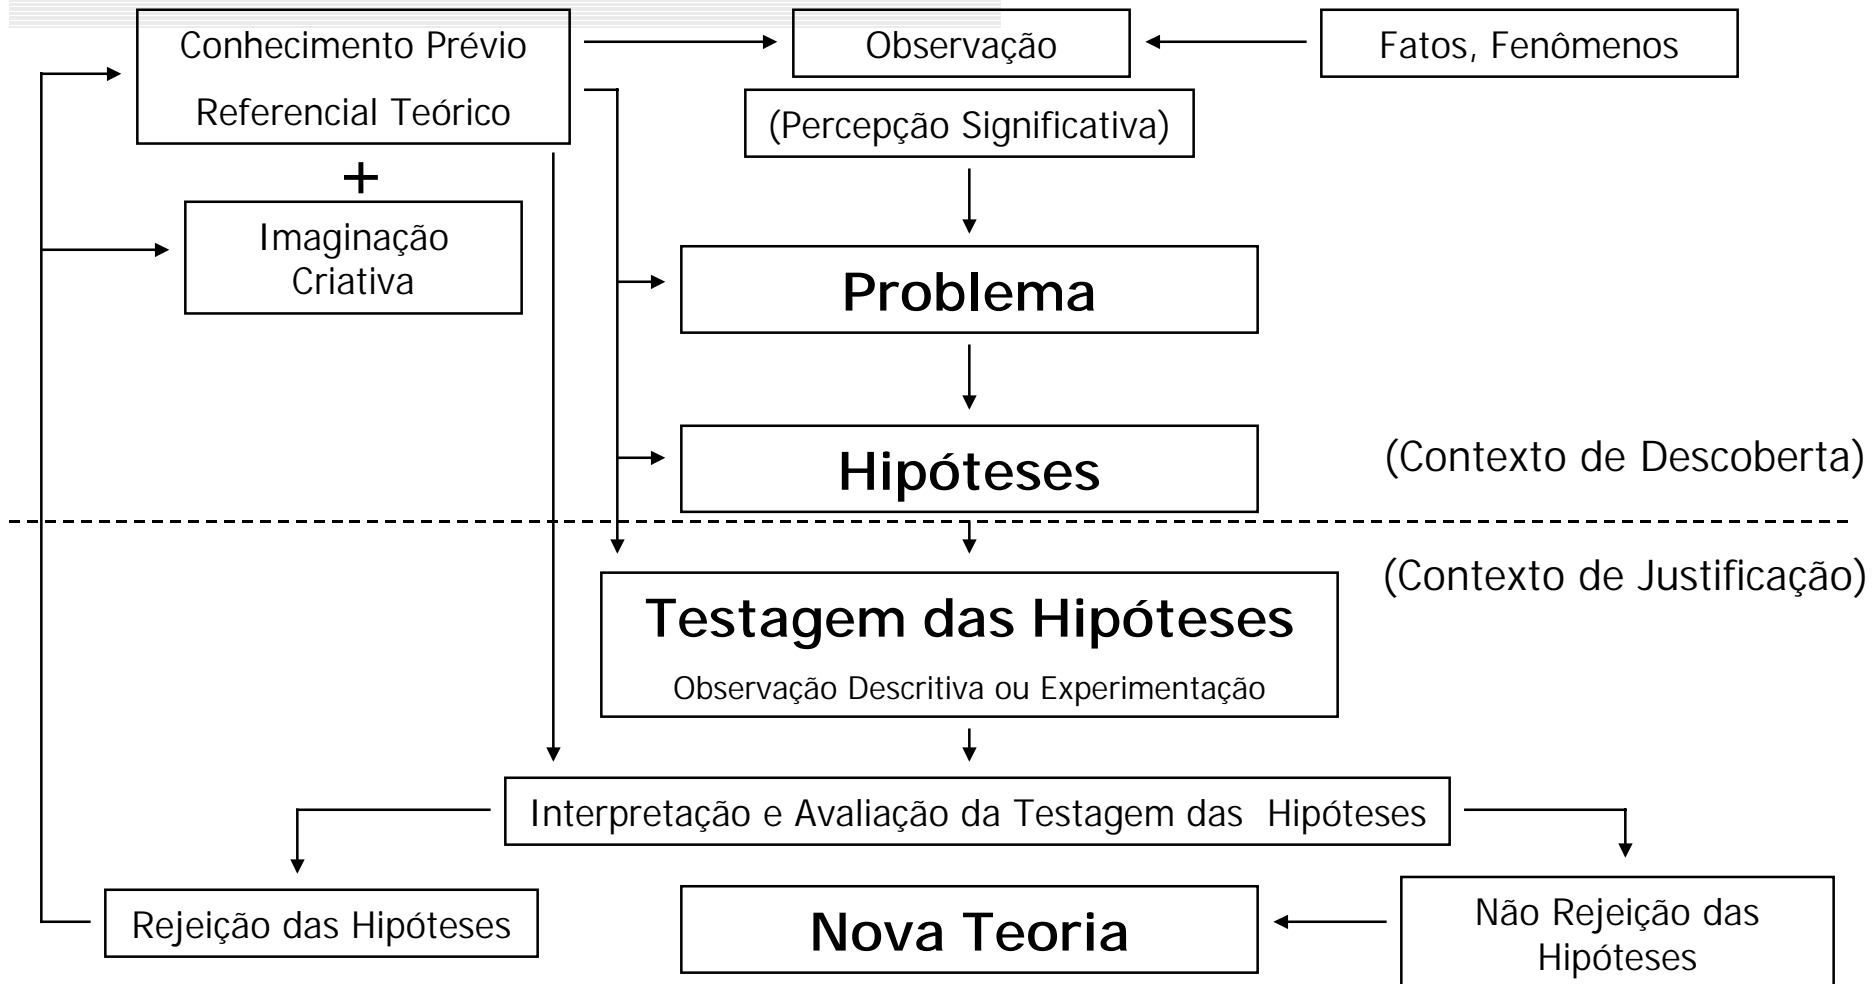 Conhecimento Prévio
Referencial Teórico
+
Imaginação
Criativa
Observação
(Percepção Significativa)
Fatos, Fenômenos
Problema
Hipóteses
(Contexto de Descoberta)
(Contexto de Justificação)
Testagem das Hipóteses
Observação Descritiva ou Experimentação
Interpretação e Avaliação da Testagem das Hipóteses
Rejeição das Hipóteses
Nova Teoria
Não Rejeição das
Hipóteses